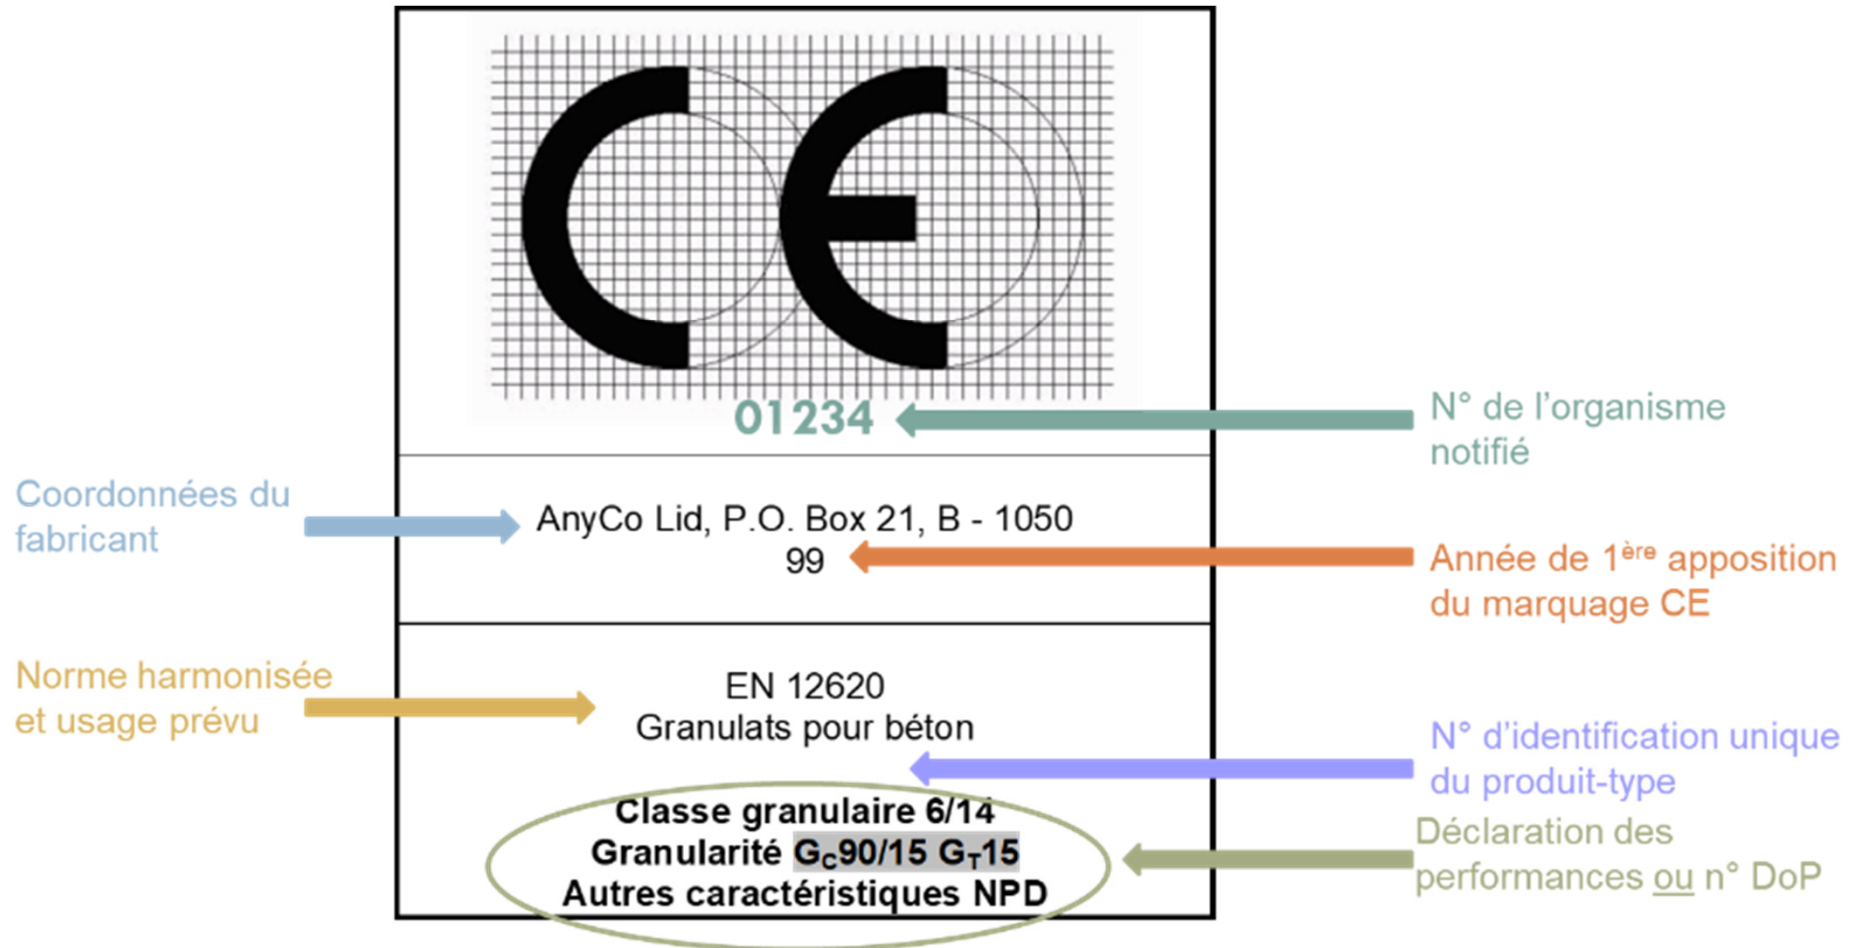 CE
01234
N° de l'organisme
notifié
Coordonnées du
fabricant
AnyCo Lid, P.O. Box 21, B - 1050
99
Année de 1ère apposition
du marquage CE
Norme harmonisée
et usage prévu
EN 12620
Granulats pour béton
N° d'identification unique
du produit-type
Classe granulaire 6/14
Granularité GC90/15 GT15
Autres caractéristiques NPD
Déclaration des
performances ou n° DoP